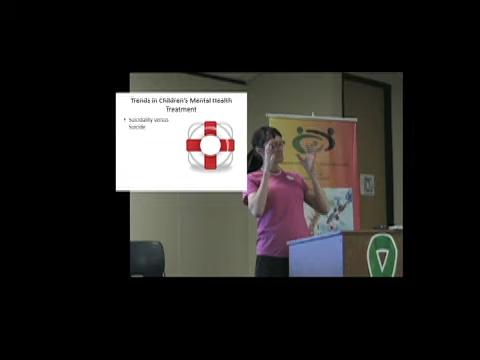 Trends in Children's Mental Health
Treatment
• Suicidality versus
Suicide